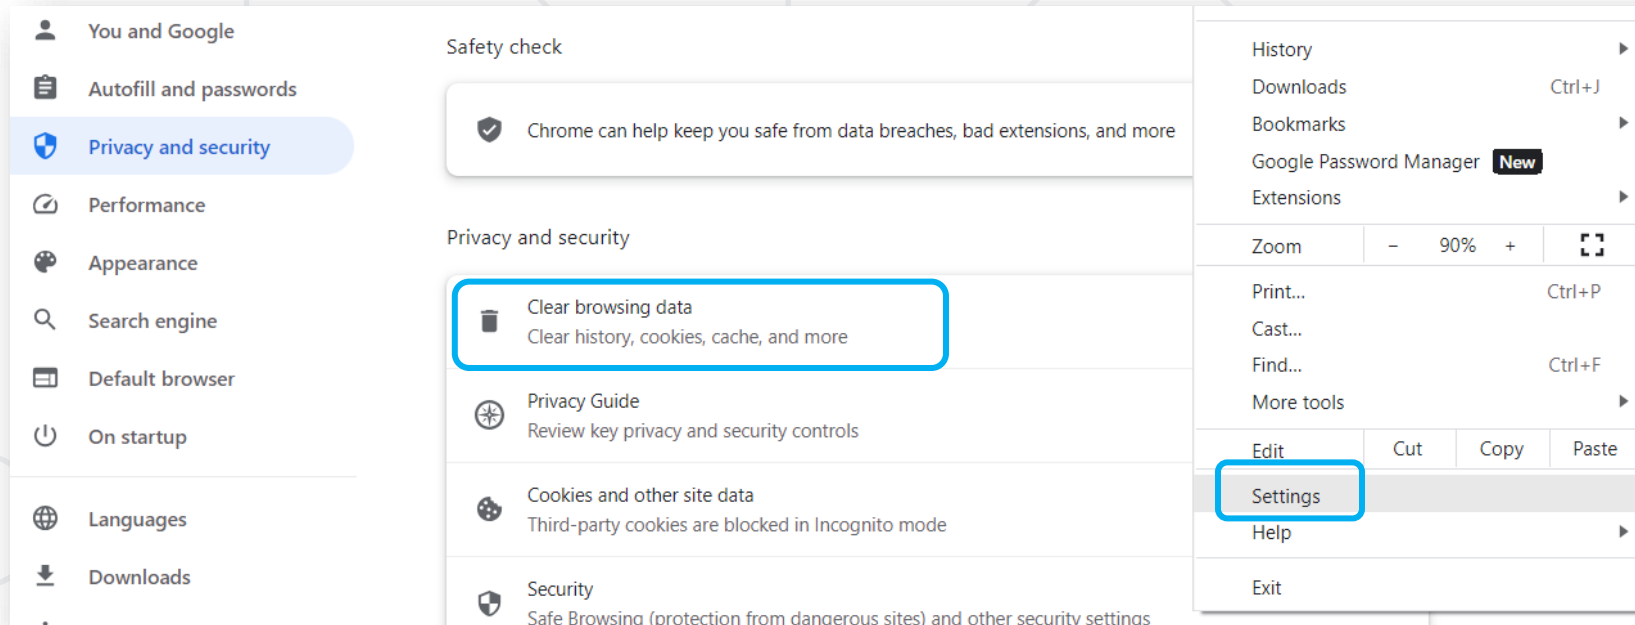 You and Google
Autofill and passwords
Privacy and security
Performance
Appearance
Search engine
Default browser
On startup
Languages
Downloads
Safety check
Chrome can help keep you safe from data breaches, bad extensions, and more
Privacy and security
Clear browsing data
Clear history, cookies, cache, and more
Privacy Guide
Review key privacy and security controls
Cookies and other site data
Third-party cookies are blocked in Incognito mode
Security
Safe Browsing (protection from dangerous sites) and other security settings
History
Downloads Ctrl+J
Bookmarks
Google Password Manager New
Extensions
Zoom - 90% +
Print... Ctrl+P
Cast...
Find... Ctrl+F
More tools
Edit Cut Copy Paste
Settings
Help
Exit